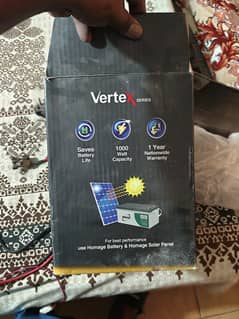 Vertex SERIES
Saves
Battery
Life
1000
Watt
Capacity
1 Year
Nationwide
Warranty
For best performance
use Homage Battery & Homage Solar Panel